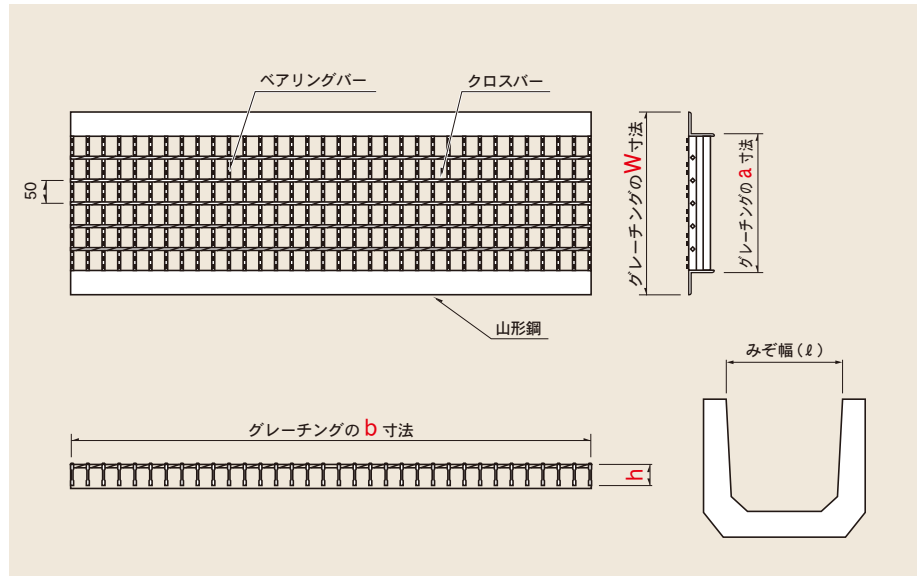 ベアリングバー
クロスバー
50
グレーチングのW寸法
グレーチングのa寸法
山形鋼
みぞ幅(ℓ)
グレーチングのb寸法
h